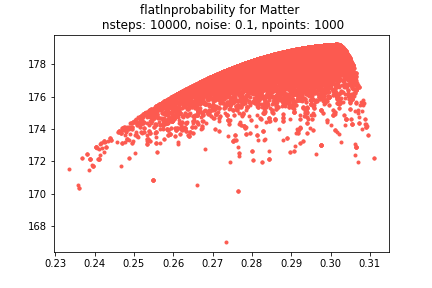 flatlnprobability for Matter
nsteps: 10000, noise: 0.1, npoints: 1000
178
176
174
172
170
168
0.23 0.24 0.25 0.26 0.27 0.28 0.29 0.30 0.31